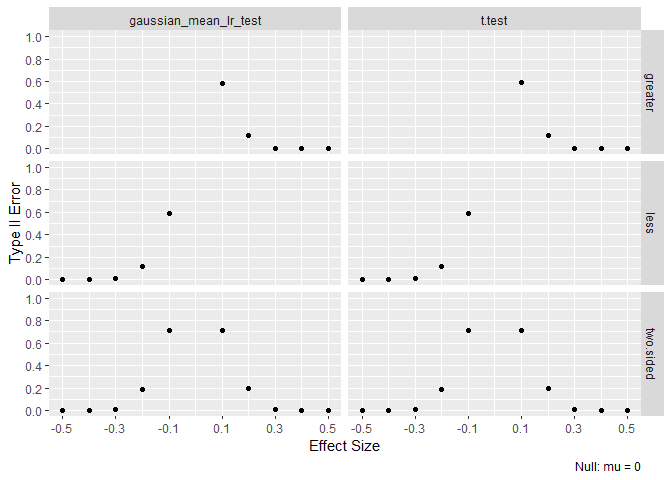 gaussian_mean_lr_test
t.test
1.0
0.8
0.6
0.4
0.2
0.0
greater
1.0
0.8
0.6
0.4
0.2
0.0
less
1.0
0.8
0.6
0.4
0.2
0.0
two.sided
Type II Error
-0.5 -0.3 -0.1 0.1 0.3 0.5
-0.5 -0.3 -0.1 0.1 0.3 0.5
Effect Size
Null: mu = 0